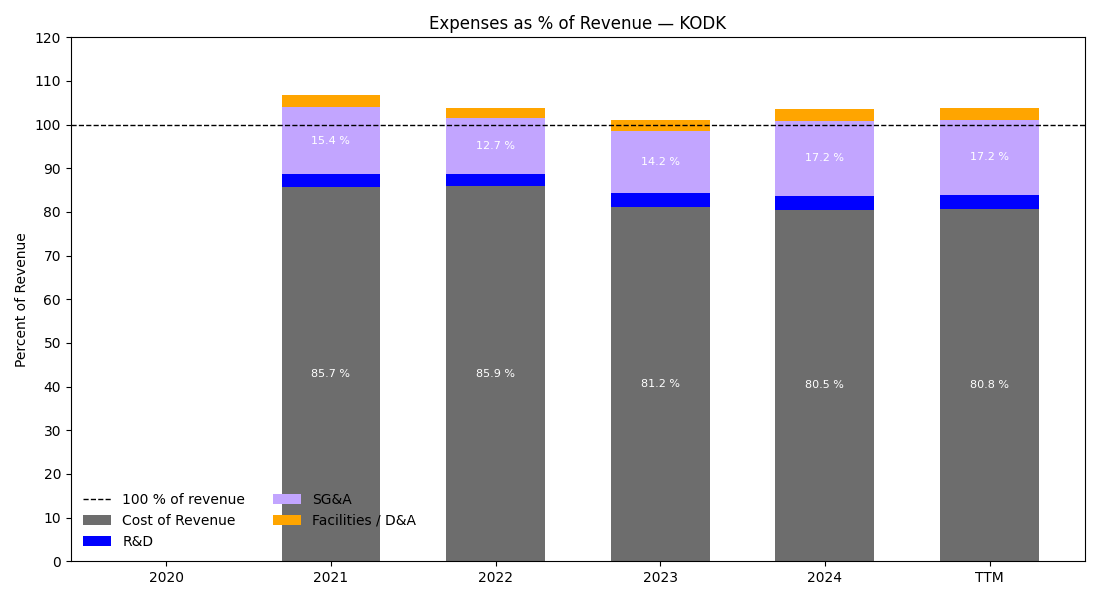 Expenses as % of Revenue — KODK
Percent of Revenue
120
110
100
90
80
70
60
50
40
30
20
10
0
15.4 %
12.7 %
14.2 %
17.2 %
17.2 %
85.7 %
85.9 %
81.2 %
80.5 %
80.8 %
100 % of revenue
Cost of Revenue
R&D
SG&A
Facilities / D&A
2020 2021 2022 2023 2024 TTM